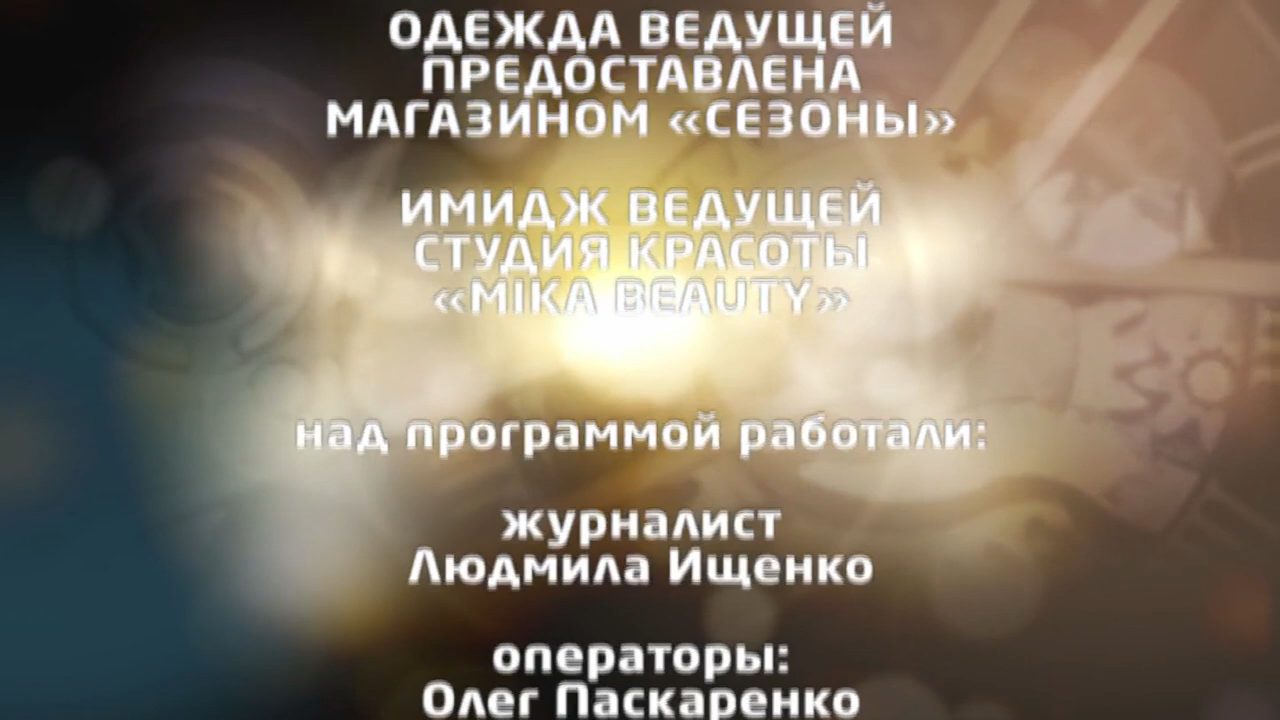 ОДЕЖДА ВЕДУЩЕЙ
ПРЕДОСТАВЛЕНА
МАГАЗИНОМ «СЕЗОНЫ»
ИМИДЖ ВЕДУЩЕЙ
СТУДИЯ КРАСОТЫ
«MIKA BEAUTY»
над программой работали:
журналист
Людмила Ищенко
операторы:
Олег Паскаренко